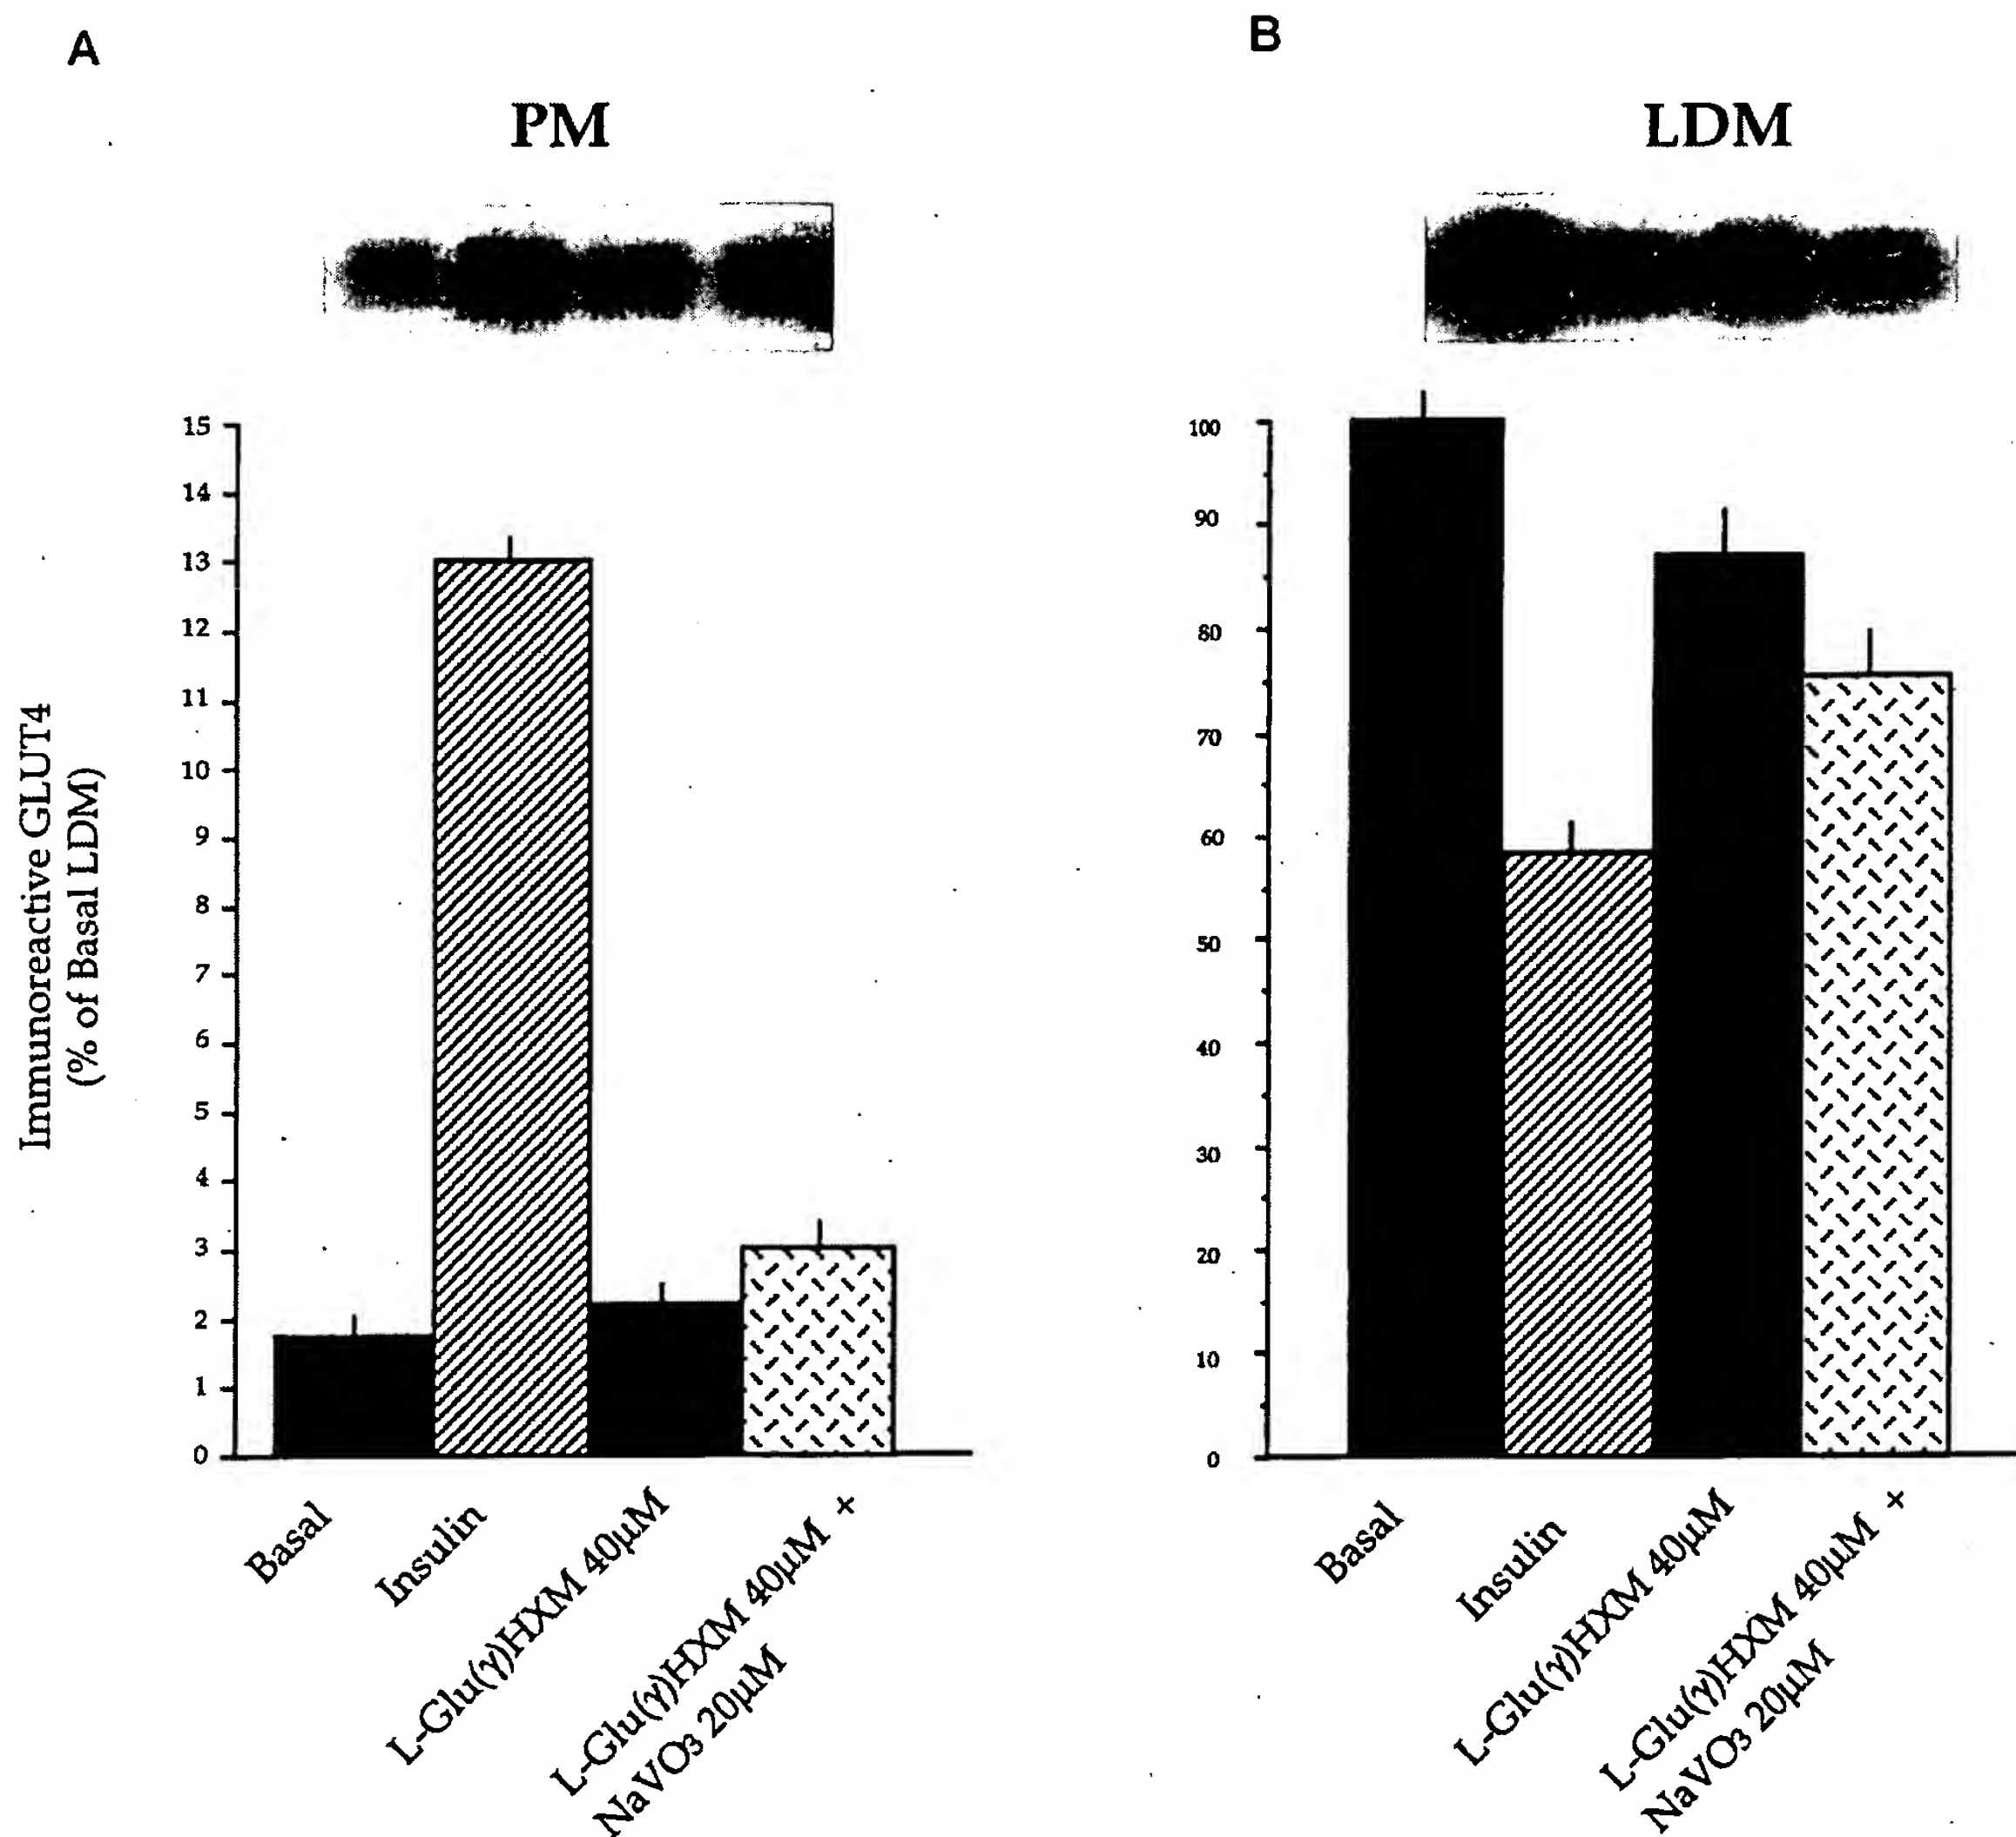 A
PM
15
14
13
12
11
10
9
8
7
6
5
4
3
2
1
0
Immunoreactive GLUT4
(% of Basal LDM)
Basal
Insulin
L-Glu(γ)HXM 40μM
L-Glu(γ)HXM 40μM +
NaVO3 20μM
B
LDM
100
90
80
70
60
50
40
30
20
10
0
Basal
Insulin
L-Glu(γ)HXM 40μM
L-Glu(γ)HXM 40μM +
NaVO3 20μM